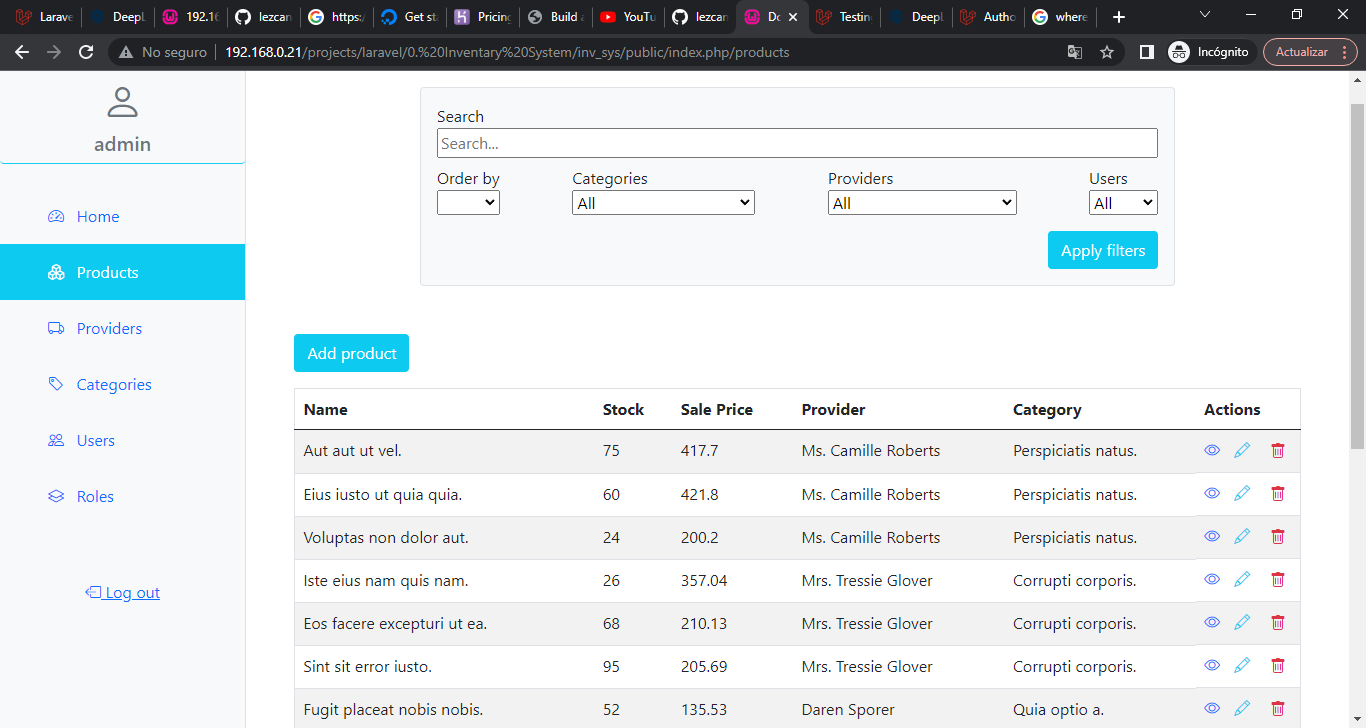 Larave
DeepL
192.16
lezcan
https:/
Get sta
Pricing
Build a
YouTu
lezcan
Do
Testin
DeepL
Autho
where
No seguro
192.168.0.21/projects/laravel/0.%20Inventary%20System/inv_sys/public/index.php/products
Incógnito
Actualizar
admin
Home
Products
Providers
Categories
Users
Roles
Log out
Search
Search...
Order by Categories Providers Users
All All All
Apply filters
Add product
Name Stock Sale Price Provider Category Actions
Aut aut ut vel. 75 417.7 Ms. Camille Roberts Perspiciatis natus.
Eius iusto ut quia quia. 60 421.8 Ms. Camille Roberts Perspiciatis natus.
Voluptas non dolor aut. 24 200.2 Ms. Camille Roberts Perspiciatis natus.
Iste eius nam quis nam. 26 357.04 Mrs. Tressie Glover Corrupti corporis.
Eos facere excepturi ut ea. 68 210.13 Mrs. Tressie Glover Corrupti corporis.
Sint sit error iusto. 95 205.69 Mrs. Tressie Glover Corrupti corporis.
Fugit placeat nobis nobis. 52 135.53 Daren Sporer Quia optio a.